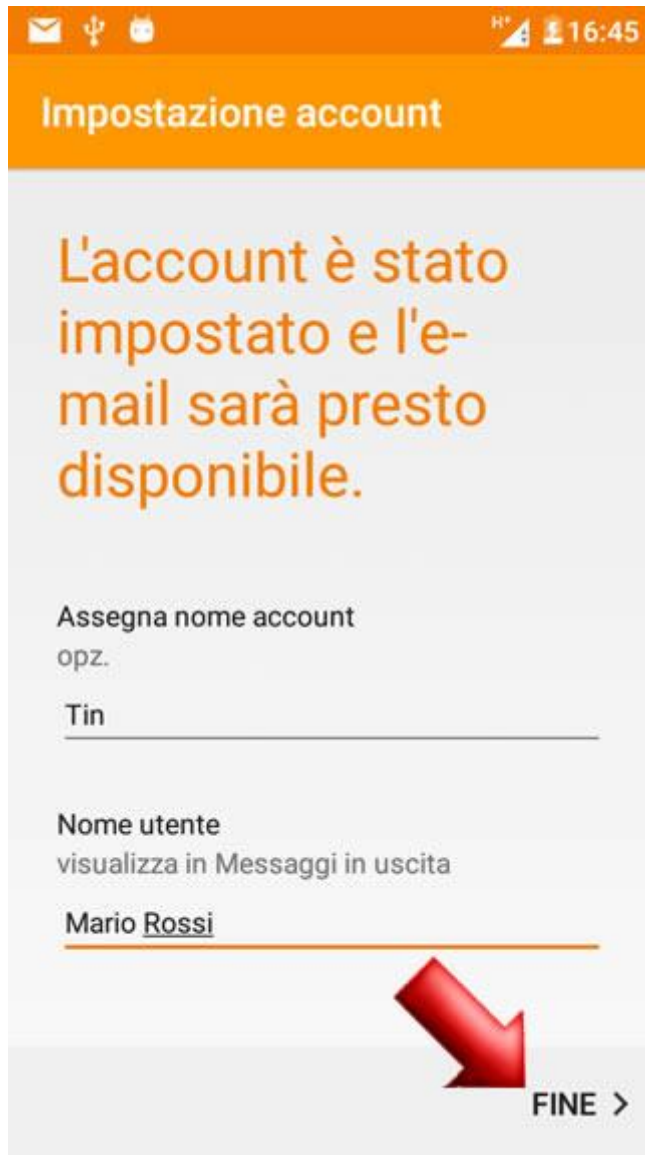 H+ 16:45
Impostazione account
L'account è stato
impostato e l'e-
mail sarà presto
disponibile.
Assegna nome account
opz.
Tin
Nome utente
visualizza in Messaggi in uscita
Mario Rossi
FINE >